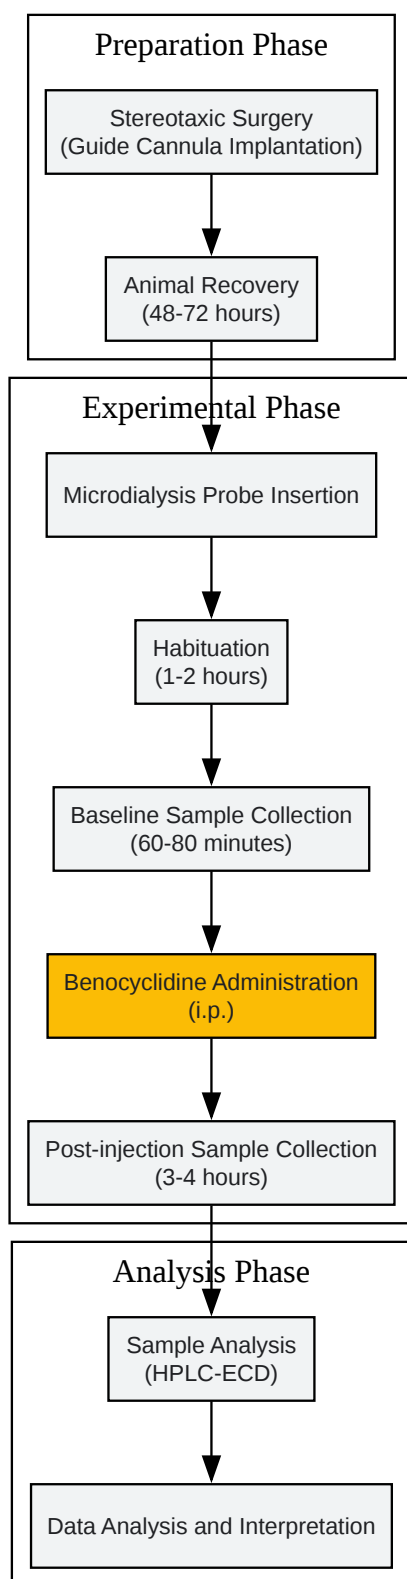 Preparation Phase
Stereotaxic Surgery
(Guide Cannula Implantation)
Animal Recovery
(48-72 hours)
Experimental Phase
Microdialysis Probe Insertion
Habituation
(1-2 hours)
Baseline Sample Collection
(60-80 minutes)
Benocyclidine Administration
(i.p.)
Post-injection Sample Collection
(3-4 hours)
Analysis Phase
Sample Analysis
(HPLC-ECD)
Data Analysis and Interpretation